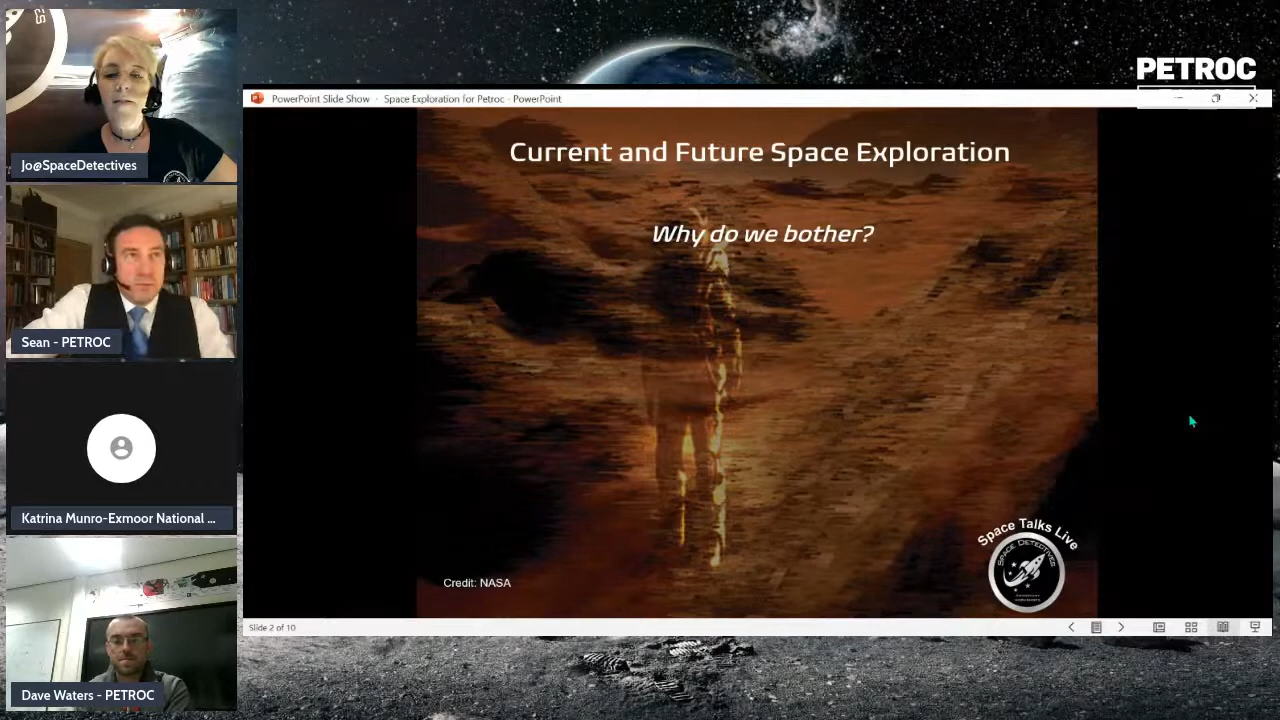 PETROC
PowerPoint Slide Show - Space Exploration for Petroc - PowerPoint
Jo@SpaceDetectives
Sean - PETROC
Katrina Munro-Exmoor National ...
Dave Waters - PETROC
Current and Future Space Exploration
Why do we bother?
Credit: NASA
Space Talks Live
SPACE DETECTIVES
Slide 2 of 10